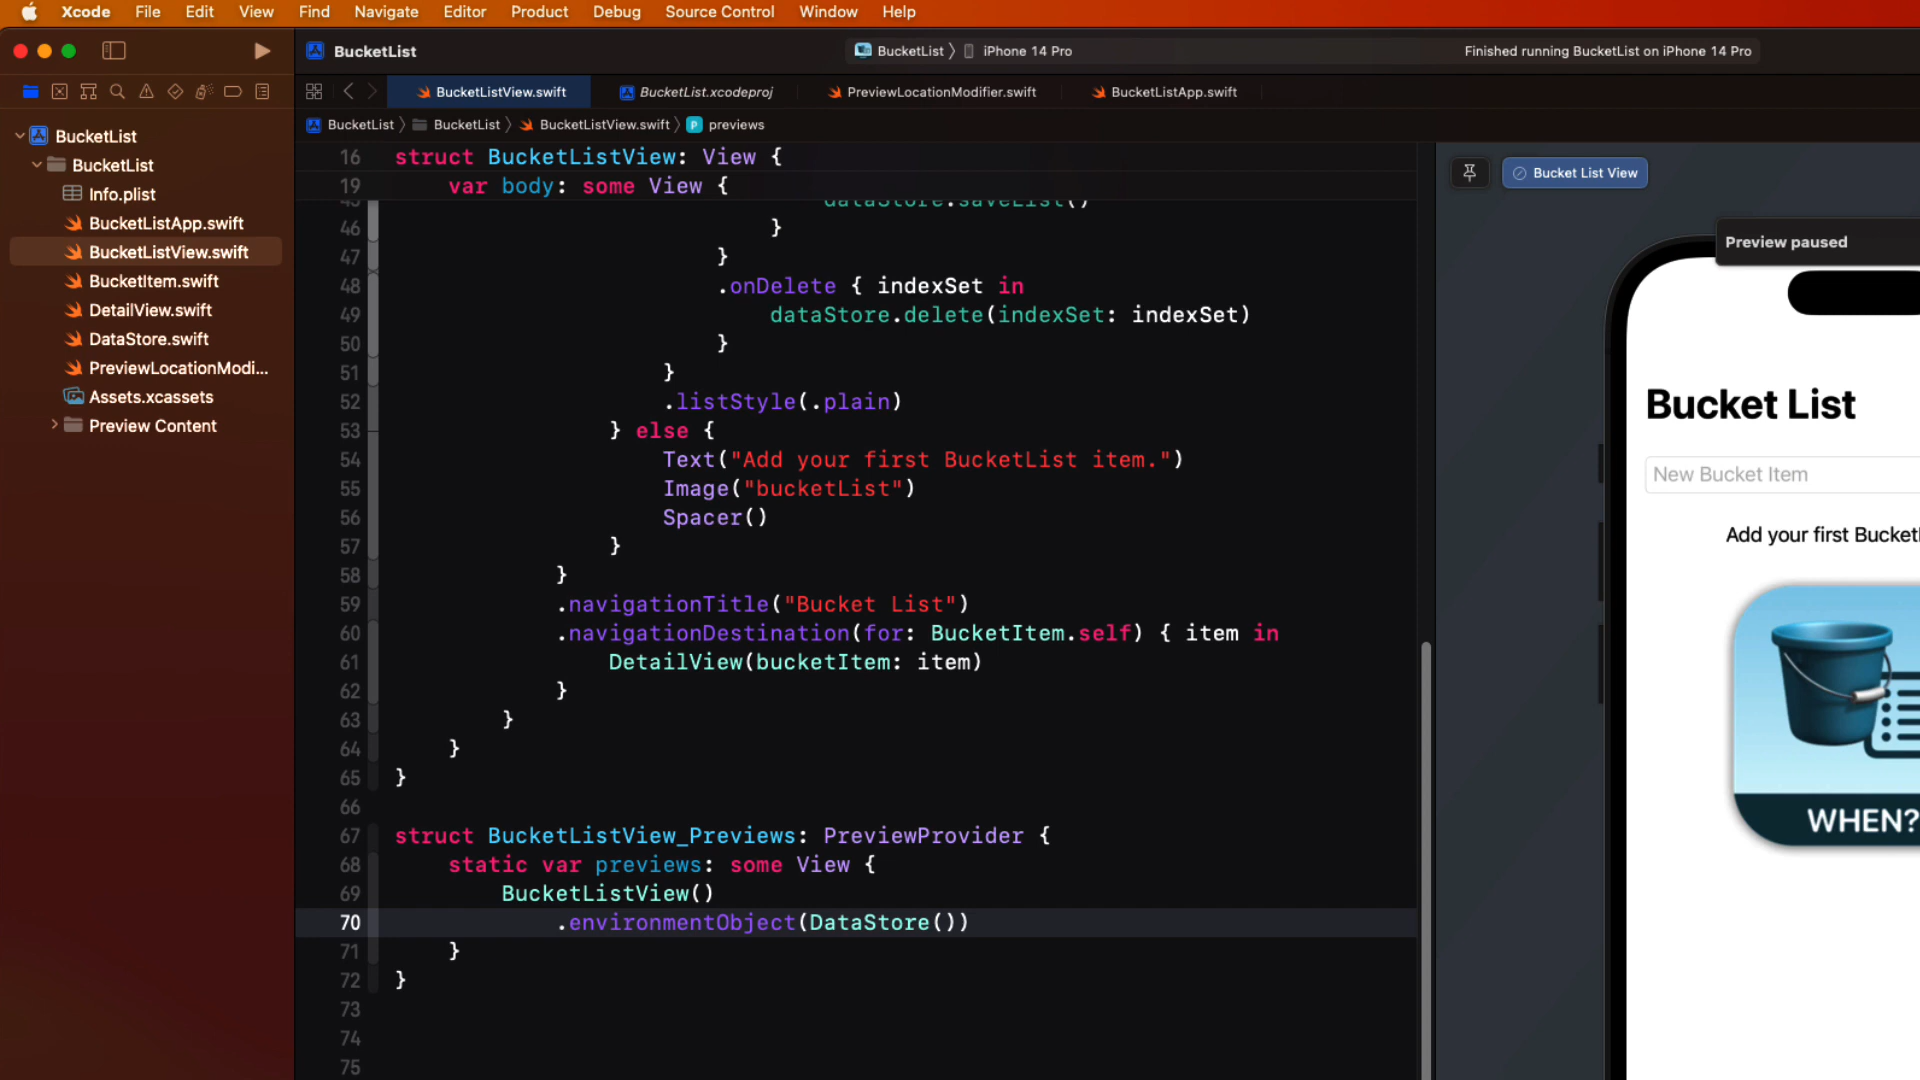 Xcode File Edit View Find Navigate Editor Product Debug Source Control Window Help
BucketList
BucketList iPhone 14 Pro
Finished running BucketList on iPhone 14 Pro
BucketListView.swift BucketList.xcodeproj PreviewLocationModifier.swift BucketListApp.swift
BucketList BucketList BucketListView.swift P previews
BucketList
BucketList
Info.plist
BucketListApp.swift
BucketListView.swift
BucketItem.swift
DetailView.swift
DataStore.swift
PreviewLocationModi...
Assets.xcassets
Preview Content
16 struct BucketListView: View {
19 var body: some View {
45 dataStore.saveList()
46 }
47 }
48 .onDelete { indexSet in
49 dataStore.delete(indexSet: indexSet)
50 }
51 }
52 .listStyle(.plain)
53 } else {
54 Text("Add your first BucketList item.")
55 Image("bucketList")
56 Spacer()
57 }
58 }
59 .navigationTitle("Bucket List")
60 .navigationDestination(for: BucketItem.self) { item in
61 DetailView(bucketItem: item)
62 }
63 }
64 }
65 }
66
67 struct BucketListView_Previews: PreviewProvider {
68 static var previews: some View {
69 BucketListView()
70 .environmentObject(DataStore())
71 }
72 }
73
74
75
Bucket List View
Preview paused
Bucket List
New Bucket Item
Add your first Bucket
WHEN?